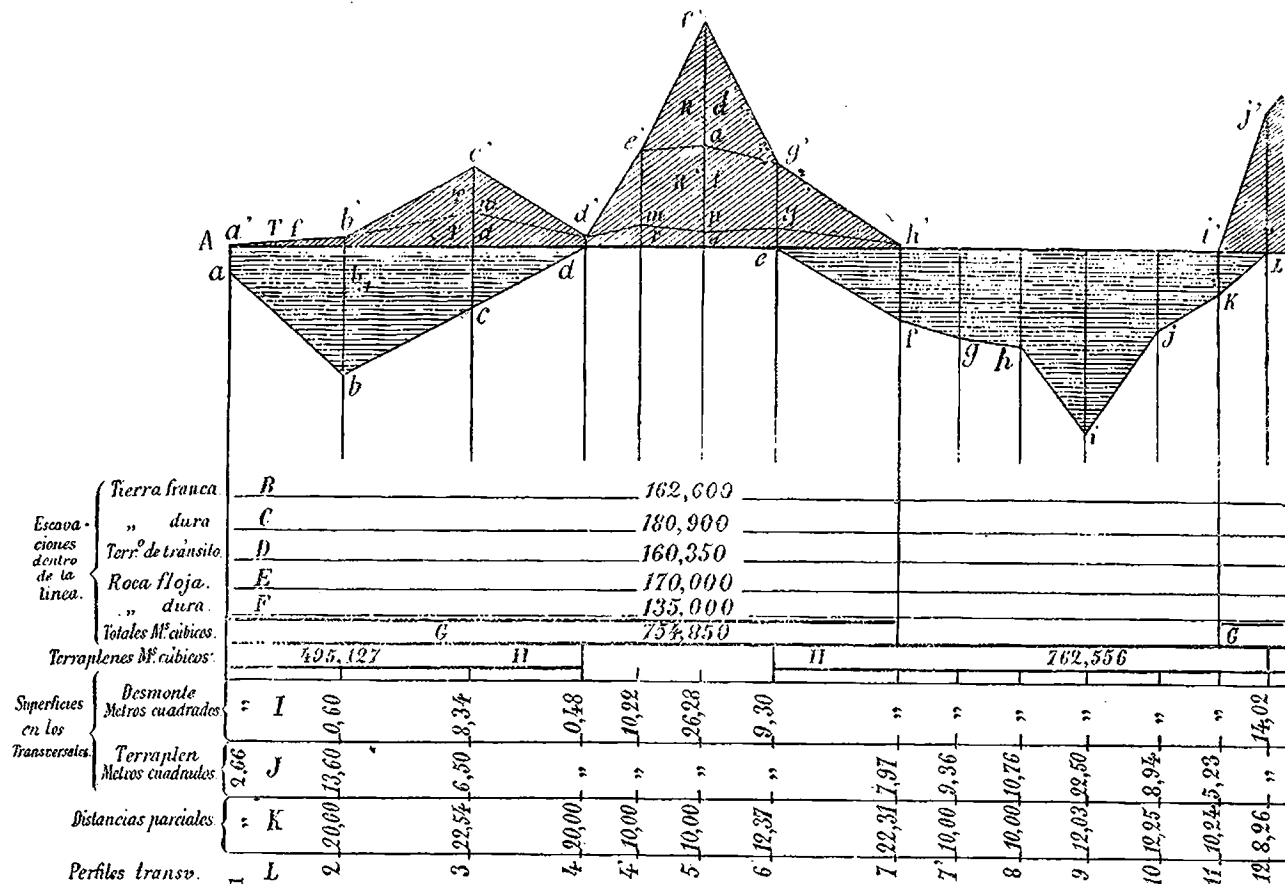 r'
n d
j'
e' a
c' g'
n' f
A a' T f b' m d' m n g h' i'
d r
a b, d e L
c f K
b g h j
i
Tierra franca. B 162,600
Escavaciones dentro de la linea.
„ dura C 180,900
Terr.º de tránsito. D 160,350
Roca floja. E 170,000
„ dura. F 135,000
Totales M.s cúbicos. G 754,850 G
Terraplenes M.s cúbicos. 495,127 H H 762,556
Superficies en los Transversales.
Desmonte Metros cuadrados „ I 0,60 8,34 0,48 10,22 26,28 9,30 „ „ „ „ „ „ 14,02
Terraplen Metros cuadrados 2,66 J 13,60 6,50 „ „ „ „ 7,97 9,36 10,76 22,50 8,94 5,23
Distancias parciales. „ K 20,00 22,54 20,00 10,00 10,00 12,37 22,31 10,00 10,00 12,03 12,25 10,24 8,26
Perfiles transv. 1 L 2 3 4 4' 5 6 7 7' 8 9 10 11 12